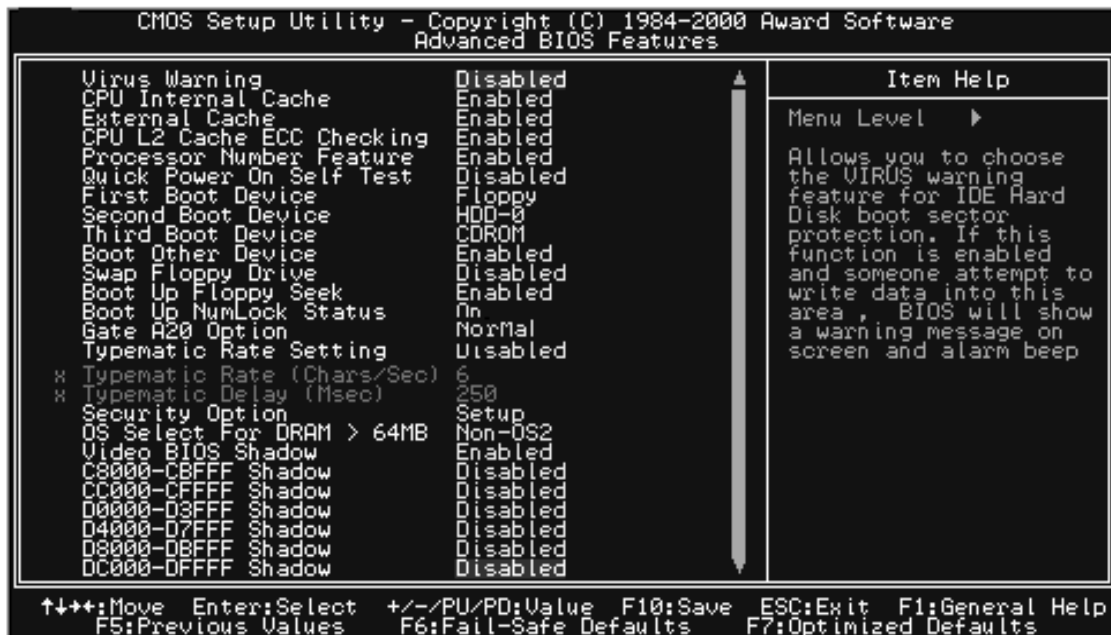 CMOS Setup Utility - Copyright (C) 1984-2000 Award Software
Advanced BIOS Features
Virus Warning Disabled
CPU Internal Cache Enabled
External Cache Enabled
CPU L2 Cache ECC Checking Enabled
Processor Number Feature Enabled
Quick Power On Self Test Disabled
First Boot Device Floppy
Second Boot Device HDD-0
Third Boot Device CDROM
Boot Other Device Enabled
Swap Floppy Drive Disabled
Boot Up Floppy Seek Enabled
Boot Up NumLock Status On
Gate A20 Option NorMal
Typematic Rate Setting Disabled
x Typematic Rate (Chars/Sec) 6
x Typematic Delay (Msec) 250
Security Option Setup
OS Select For DRAM > 64MB Non-OS2
Video BIOS Shadow Enabled
C8000-CBFFF Shadow Disabled
CC000-CFFFF Shadow Disabled
D0000-D3FFF Shadow Disabled
D4000-D7FFF Shadow Disabled
D8000-DBFFF Shadow Disabled
DC000-DFFFF Shadow Disabled
Item Help
Menu Level ▶
Allows you to choose
the VIRUS warning
feature for IDE Hard
Disk boot sector
protection. If this
function is enabled
and someone attempt to
write data into this
area , BIOS will show
a warning message on
screen and alarm beep
↑↓→←:Move Enter:Select +/-/PU/PD:Value F10:Save ESC:Exit F1:General Help
F5:Previous Values F6:Fail-Safe Defaults F7:Optimized Defaults